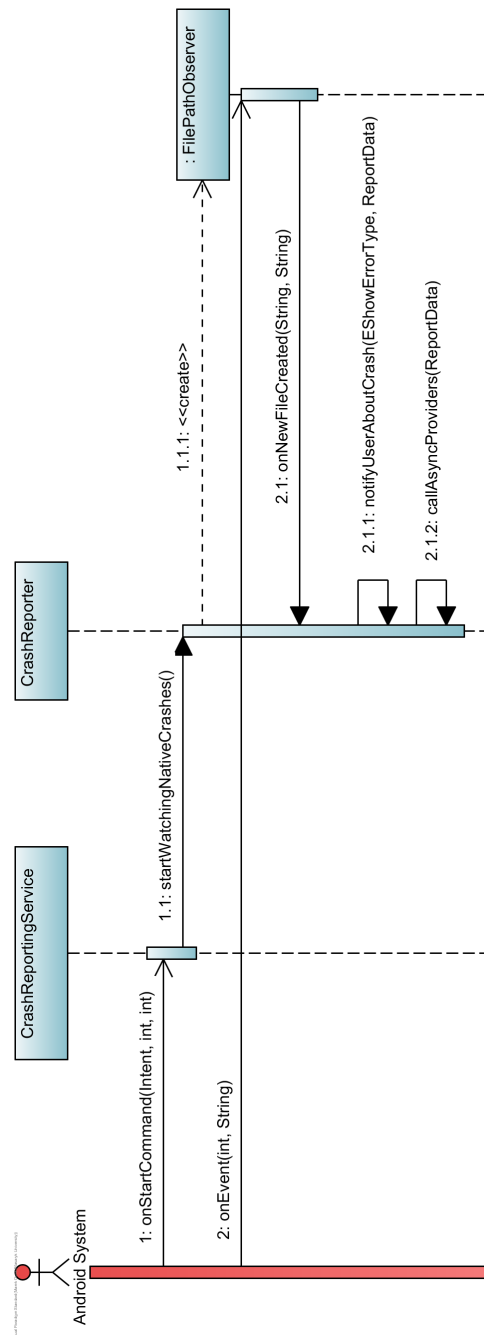 Android System
CrashReportingService
CrashReporter
: FilePathObserver
1: onStartCommand(Intent, int, int)
1.1: startWatchingNativeCrashes()
1.1.1: <<create>>
2: onEvent(int, String)
2.1: onNewFileCreated(String, String)
2.1.1: notifyUserAboutCrash(EShowErrorType, ReportData)
2.1.2: callAsyncProviders(ReportData)